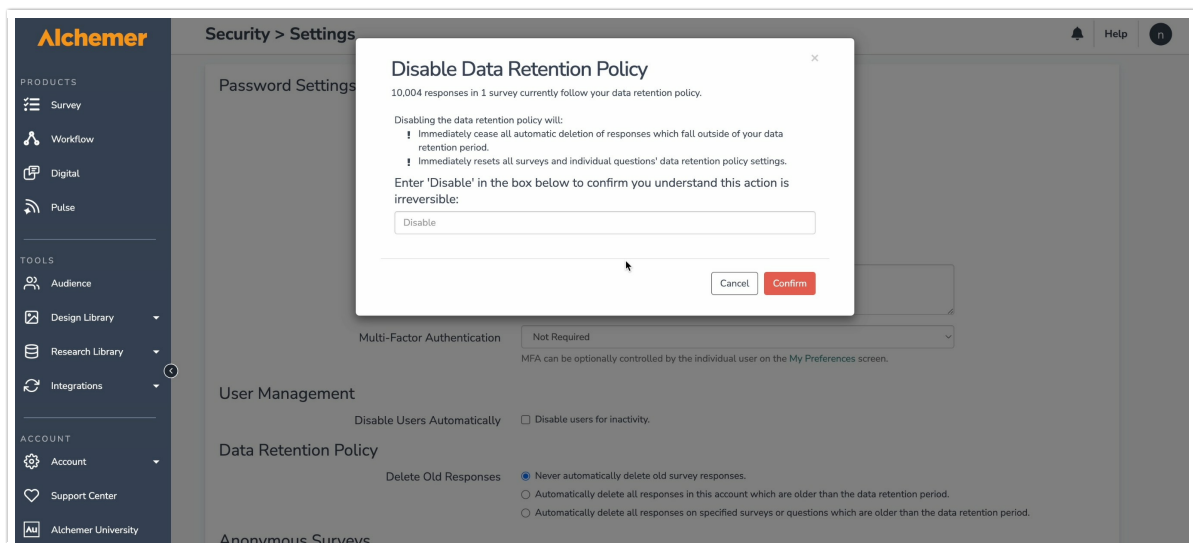 Alchemer
PRODUCTS
Survey
Workflow
Digital
Pulse
TOOLS
Audience
Design Library
Research Library
Integrations
ACCOUNT
Account
Support Center
Au Alchemer University
Security > Settings
Help
n
Password Settings
Disable Data Retention Policy
×
10,004 responses in 1 survey currently follow your data retention policy.
Disabling the data retention policy will:
! Immediately cease all automatic deletion of responses which fall outside of your data
retention period.
! Immediately resets all surveys and individual questions' data retention policy settings.
Enter 'Disable' in the box below to confirm you understand this action is
irreversible:
Disable
Cancel
Confirm
Multi-Factor Authentication
Not Required
MFA can be optionally controlled by the individual user on the My Preferences screen.
User Management
Disable Users Automatically
Disable users for inactivity.
Data Retention Policy
Delete Old Responses
Never automatically delete old survey responses.
Automatically delete all responses in this account which are older than the data retention period.
Automatically delete all responses on specified surveys or questions which are older than the data retention period.
Anonymous Surveys